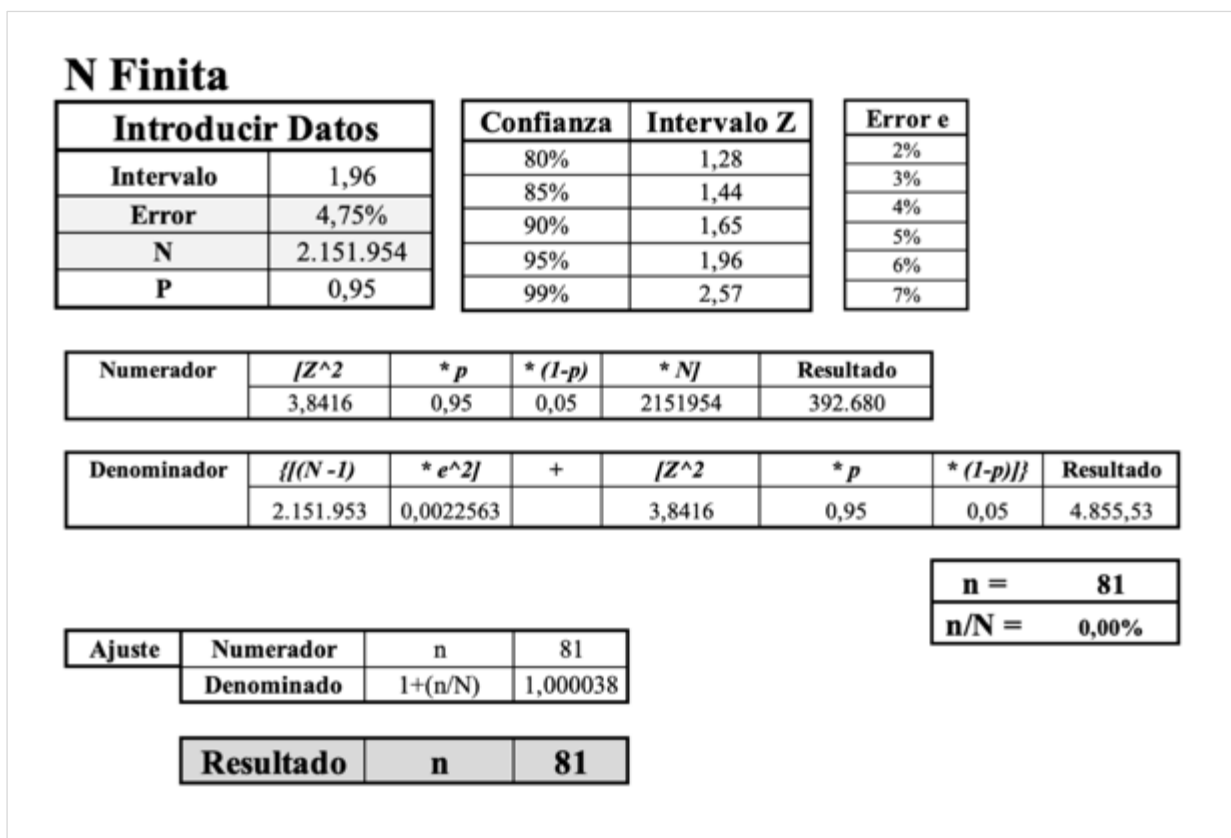 N Finita
Introducir Datos
Intervalo 1,96
Error 4,75%
N 2.151.954
P 0,95
Confianza Intervalo Z
80% 1,28
85% 1,44
90% 1,65
95% 1,96
99% 2,57
Error e
2%
3%
4%
5%
6%
7%
Numerador [Z^2 * p * (1-p) * N] Resultado
3,8416 0,95 0,05 2151954 392.680
Denominador {[(N -1) * e^2] + [Z^2 * p * (1-p)]} Resultado
2.151.953 0,0022563 3,8416 0,95 0,05 4.855,53
n = 81
n/N = 0,00%
Ajuste Numerador n 81
Denominado 1+(n/N) 1,000038
Resultado n 81